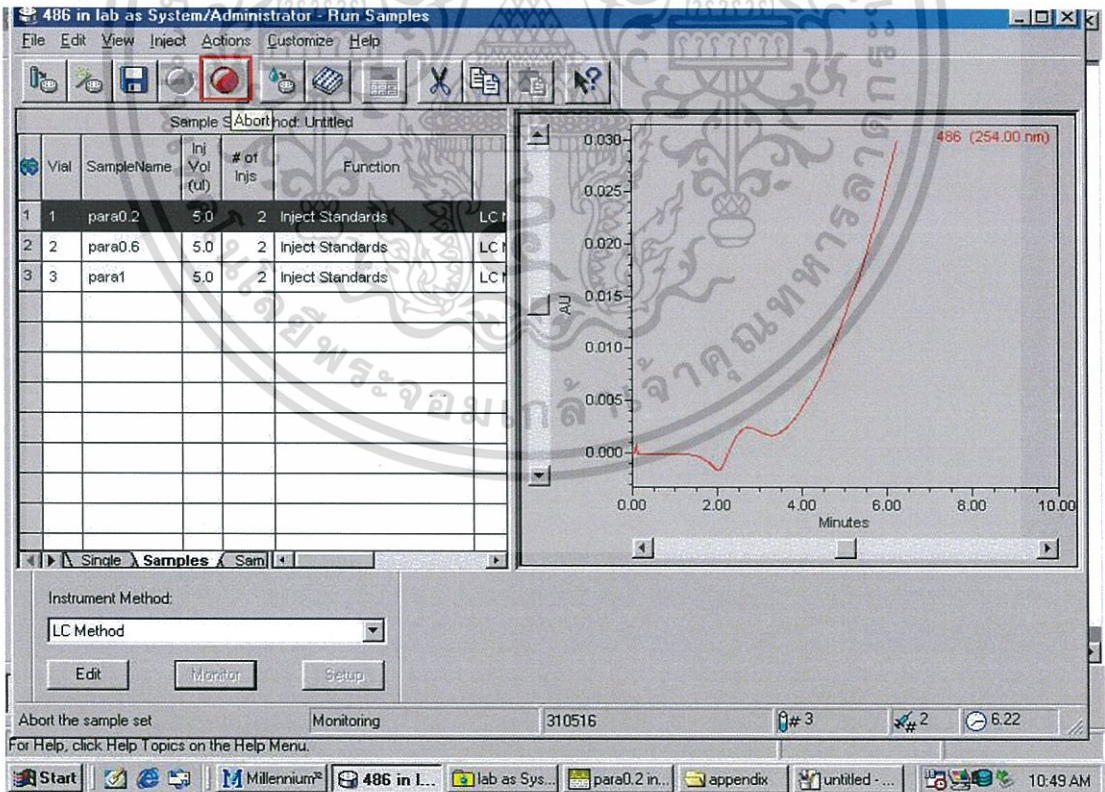 486 in lab as System/Administrator - Run Samples
File Edit View Inject Actions Customize Help
Abort
Vial SampleName Inj Vol (ul) # of Injs Function
1 1 para0.2 5.0 2 Inject Standards LC
2 2 para0.6 5.0 2 Inject Standards LC
3 3 para1 5.0 2 Inject Standards LC
Single Samples Sam
486 (254.00 nm)
AU
0.030
0.025
0.020
0.015
0.010
0.005
0.000
0.00 2.00 4.00 6.00 8.00 10.00
Minutes
Instrument Method:
LC Method
Edit Monitor Setup
Abort the sample set Monitoring 310516 # 3 # 2 6.22
For Help, click Help Topics on the Help Menu.
Start Millennium 486 in l... lab as Sys... para0.2 in... appendix untitled - ... 10:49 AM